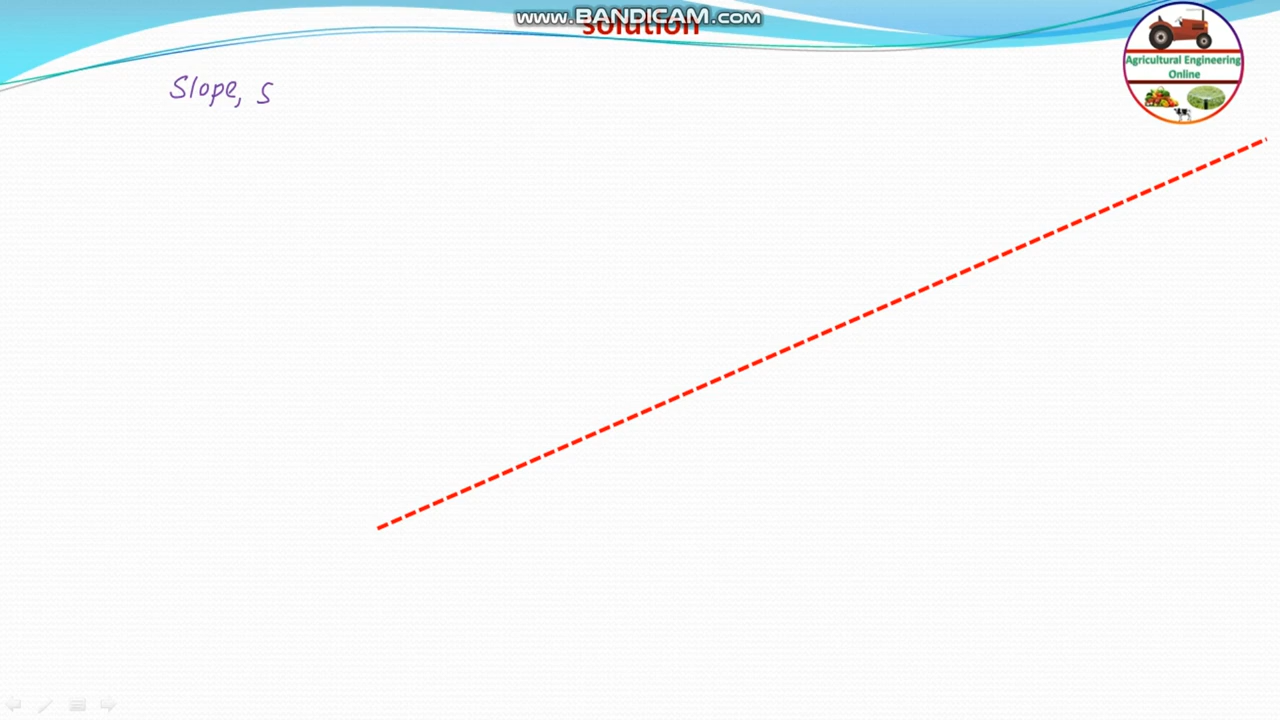 www.BANDICAM.com
solution
Agricultural Engineering
Online
Slope, S